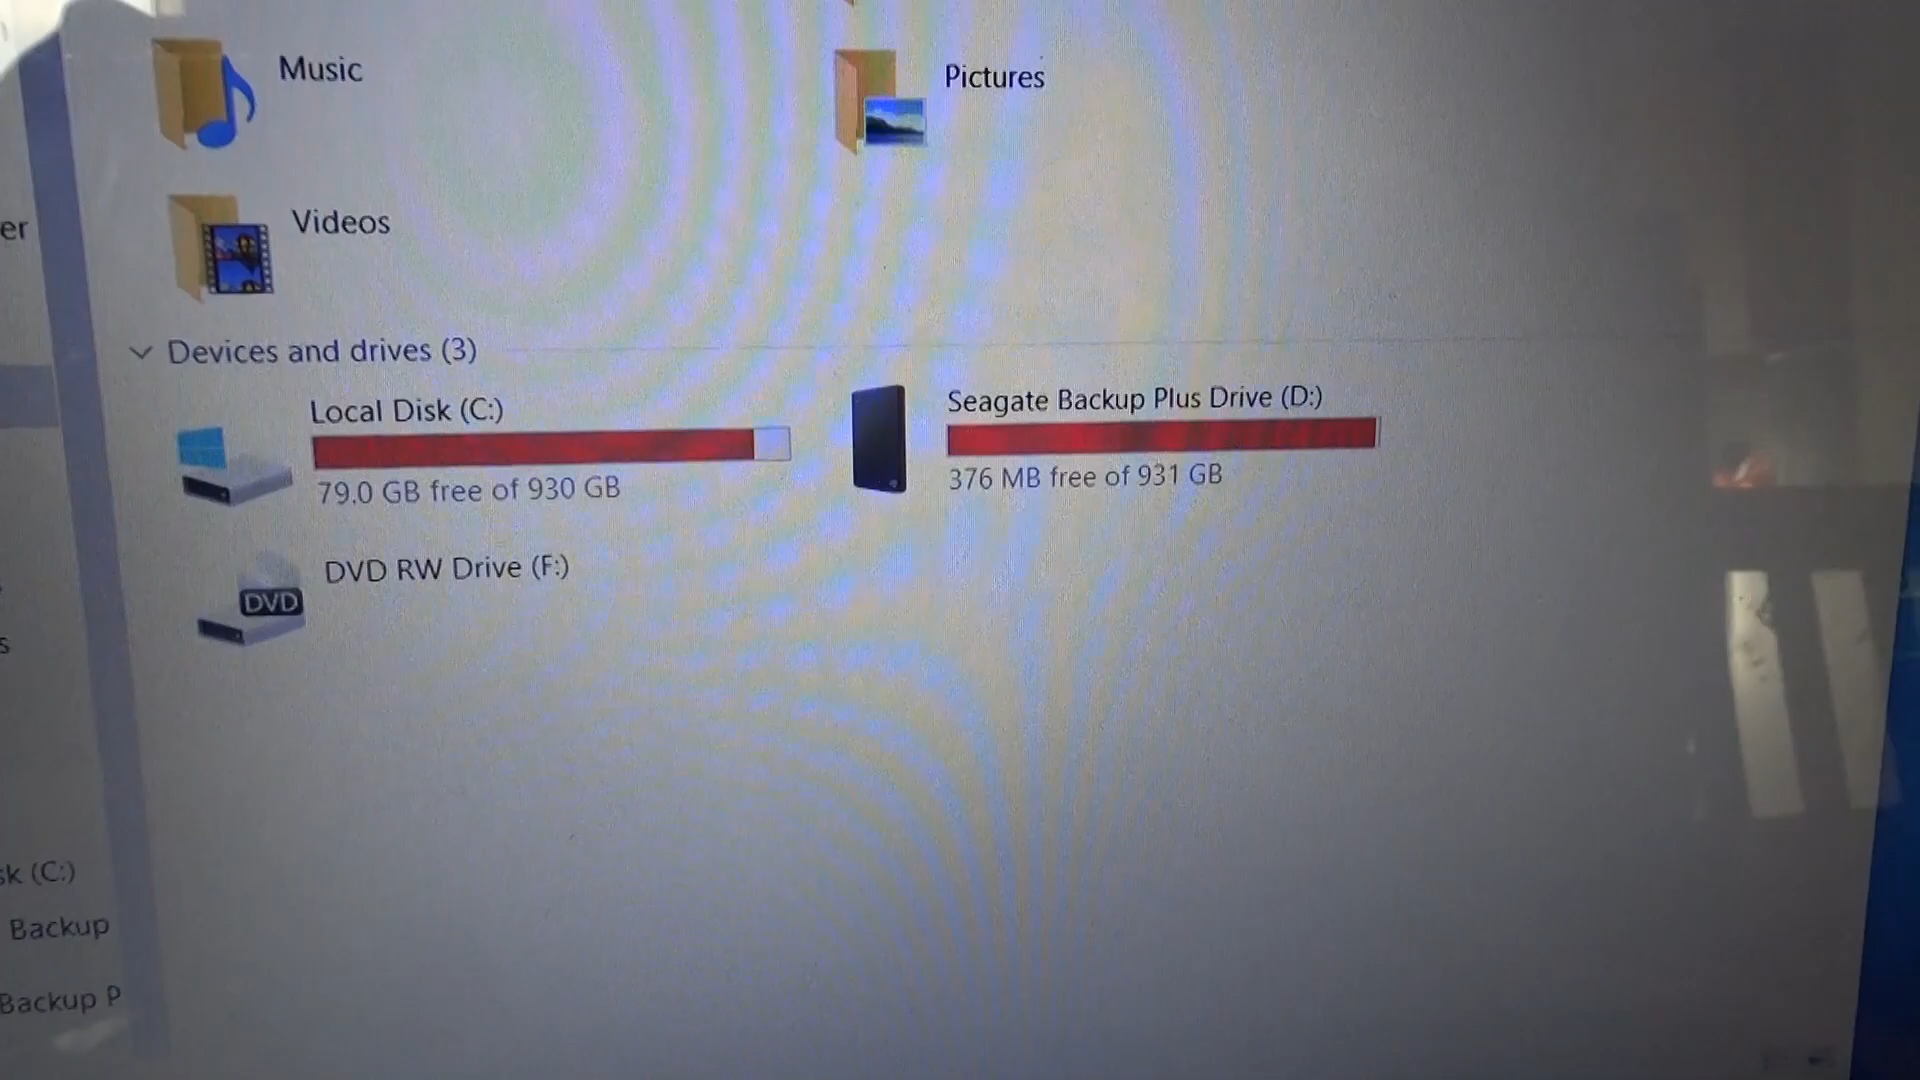 Music
Pictures
Videos
er
Devices and drives (3)
Local Disk (C:)
79.0 GB free of 930 GB
Seagate Backup Plus Drive (D:)
376 MB free of 931 GB
DVD RW Drive (F:)
DVD
s
sk (C:)
Backup
Backup P